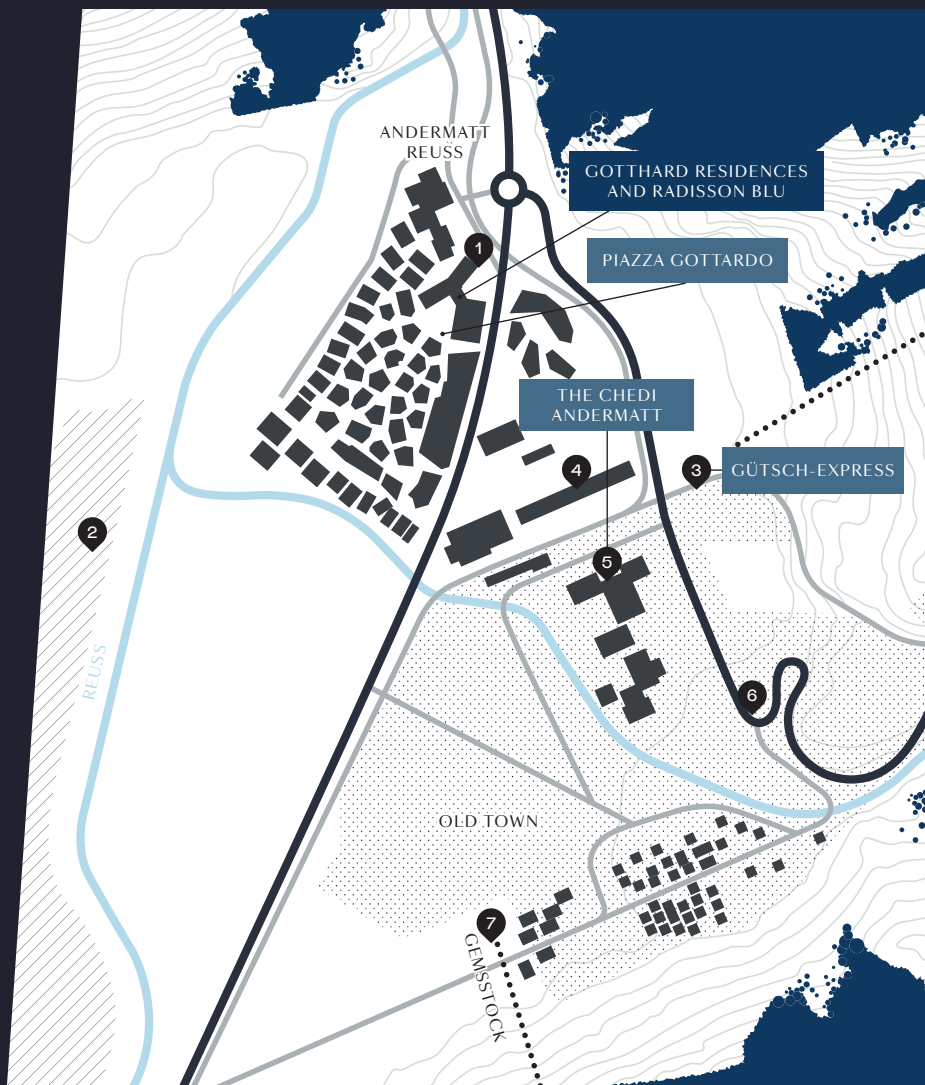 ANDERMATT
REUSS
GOTTHARD RESIDENCES
AND RADISSON BLU
1
PIAZZA GOTTARDO
THE CHEDI
ANDERMATT
4
3
GÜTSCH-EXPRESS
2
5
REUSS
6
OLD TOWN
7
GEMSSTOCK